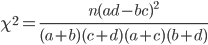 χ² = n(ad-bc)² / (a+b)(c+d)(a+c)(b+d)